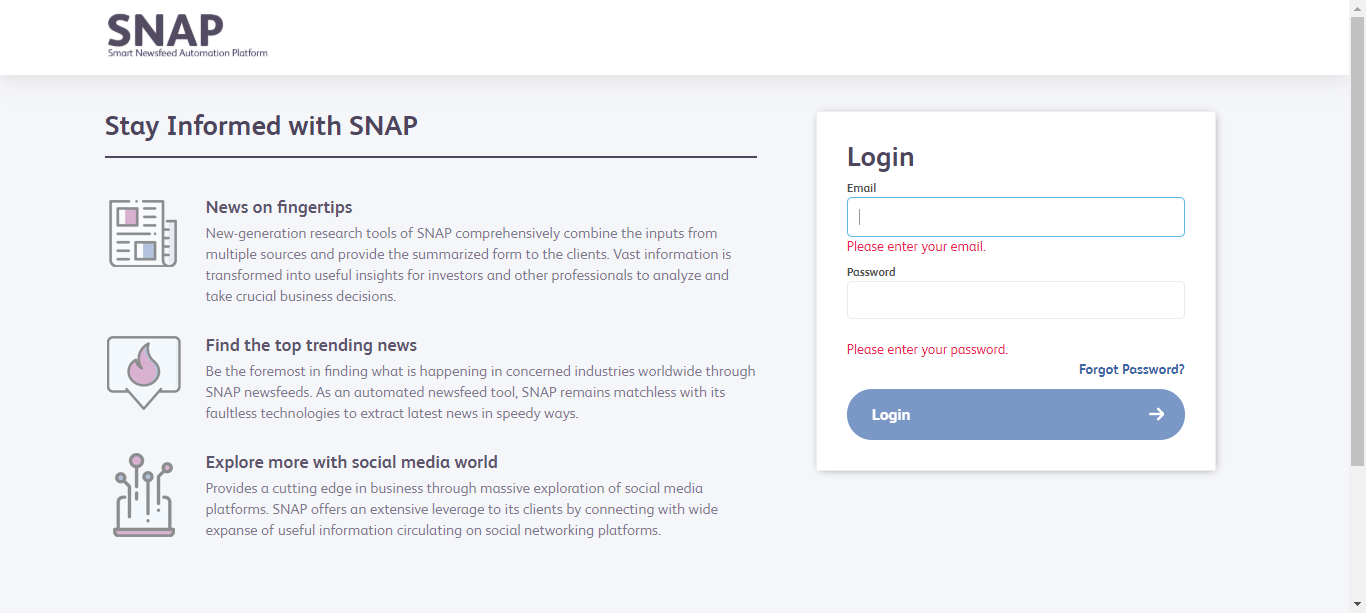 SNAP
Smart Newsfeed Automation Platform
Stay Informed with SNAP
News on fingertips
New-generation research tools of SNAP comprehensively combine the inputs from
multiple sources and provide the summarized form to the clients. Vast information is
transformed into useful insights for investors and other professionals to analyze and
take crucial business decisions.
Find the top trending news
Be the foremost in finding what is happening in concerned industries worldwide through
SNAP newsfeeds. As an automated newsfeed tool, SNAP remains matchless with its
faultless technologies to extract latest news in speedy ways.
Explore more with social media world
Provides a cutting edge in business through massive exploration of social media
platforms. SNAP offers an extensive leverage to its clients by connecting with wide
expanse of useful information circulating on social networking platforms.
Login
Email
Please enter your email.
Password
Please enter your password.
Forgot Password?
Login